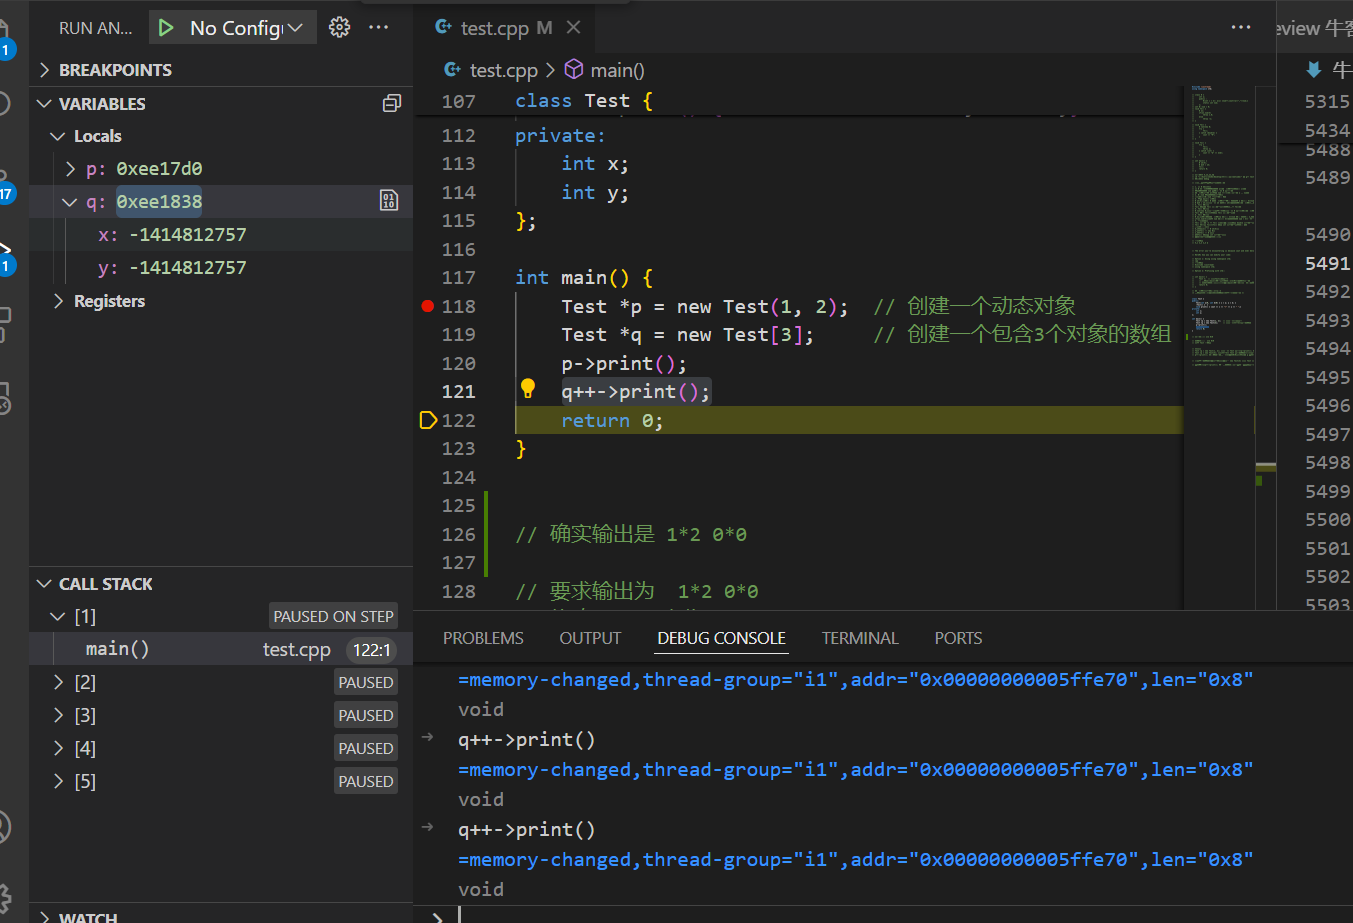 RUN AN...
No Config
BREAKPOINTS
VARIABLES
Locals
p: 0xee17d0
q: 0xee1838
x: -1414812757
y: -1414812757
Registers
CALL STACK
[1] PAUSED ON STEP
main() test.cpp 122:1
[2] PAUSED
[3] PAUSED
[4] PAUSED
[5] PAUSED
WATCH
1
17
1
test.cpp M
test.cpp > main()
107 class Test {
112 private:
113 int x;
114 int y;
115 };
116
117 int main() {
118 Test *p = new Test(1, 2); // 创建一个动态对象
119 Test *q = new Test[3]; // 创建一个包含3个对象的数组
120 p->print();
121 q++->print();
122 return 0;
123 }
124
125
126 // 确实输出是 1*2 0*0
127
128 // 要求输出为 1*2 0*0
PROBLEMS OUTPUT DEBUG CONSOLE TERMINAL PORTS
=memory-changed,thread-group="i1",addr="0x00000000005ffe70",len="0x8"
void
q++->print()
=memory-changed,thread-group="i1",addr="0x00000000005ffe70",len="0x8"
void
q++->print()
=memory-changed,thread-group="i1",addr="0x00000000005ffe70",len="0x8"
void
eview 牛客
牛
5315
5434
5488
5489
5490
5491
5492
5493
5494
5495
5496
5497
5498
5499
5500
5501
5502
5503